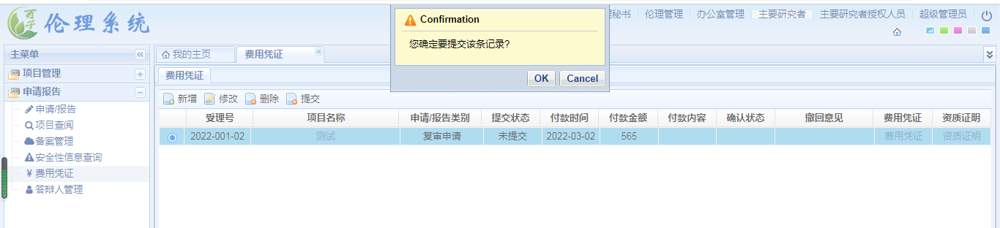 百子
伦理系统
理秘书 伦理管理 办公室管理 主要研究者 主要研究者授权人员 超级管理员
Confirmation
您确定要提交该条记录?
OK Cancel
主菜单
我的主页 费用凭证
项目管理
费用凭证
申请报告
新增 修改 删除 提交
申请/报告
项目查阅
备案管理
安全性信息查询
费用凭证
答辩人管理
受理号 项目名称 申请/报告类别 提交状态 付款时间 付款金额 付款内容 确认状态 撤回意见 费用凭证 资质证明
2022-001-02 测试 复审申请 未提交 2022-03-02 565 费用凭证 资质证明